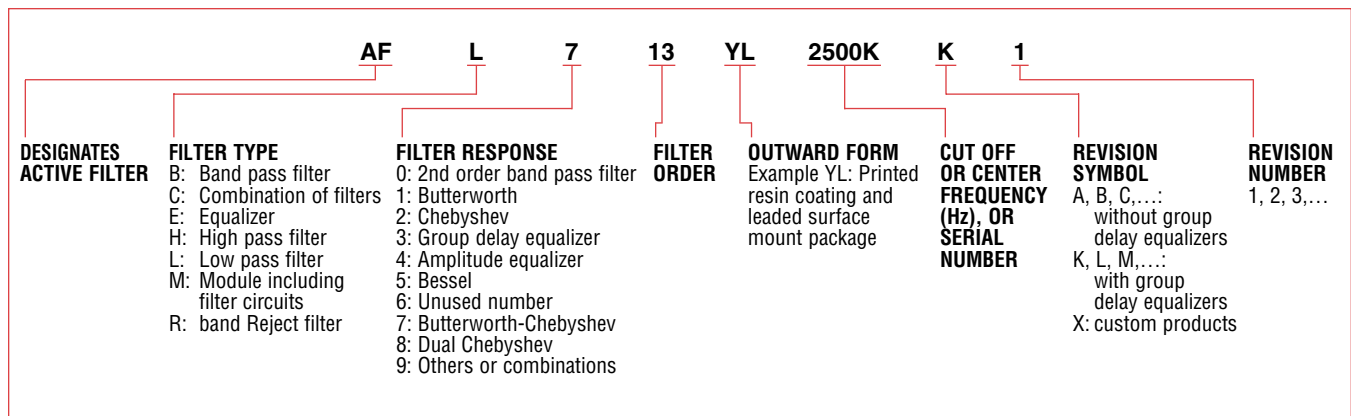 AF L 7 13 YL 2500K K 1
DESIGNATES
ACTIVE FILTER
FILTER TYPE
B: Band pass filter
C: Combination of filters
E: Equalizer
H: High pass filter
L: Low pass filter
M: Module including
filter circuits
R: band Reject filter
FILTER RESPONSE
0: 2nd order band pass filter
1: Butterworth
2: Chebyshev
3: Group delay equalizer
4: Amplitude equalizer
5: Bessel
6: Unused number
7: Butterworth-Chebyshev
8: Dual Chebyshev
9: Others or combinations
FILTER
ORDER
OUTWARD FORM
Example YL: Printed
resin coating and
leaded surface
mount package
CUT OFF
OR CENTER
FREQUENCY
(Hz), OR
SERIAL
NUMBER
REVISION
SYMBOL
A, B, C,…:
without group
delay equalizers
K, L, M,…:
with group
delay equalizers
X: custom products
REVISION
NUMBER
1, 2, 3,…